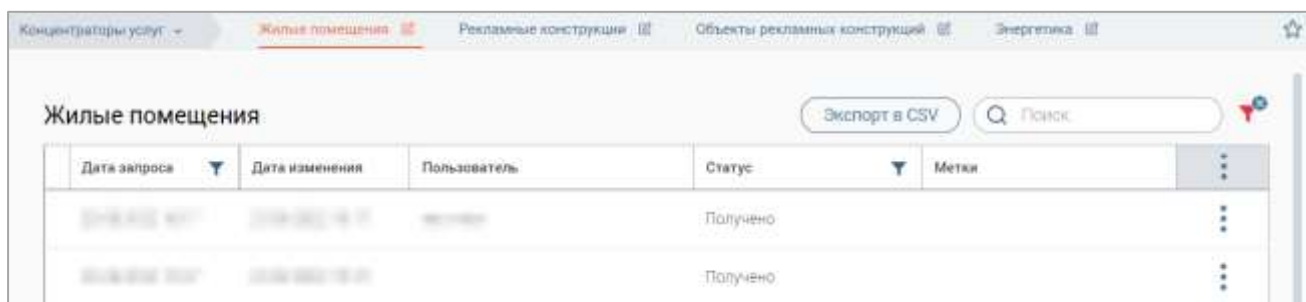 Концентраторы услуг Жилые помещения Рекламные конструкции Объекты рекламных конструкций Энергетика
Жилые помещения Экспорт в CSV Поиск
Дата запроса Дата изменения Пользователь Статус Метки
Получено
Получено